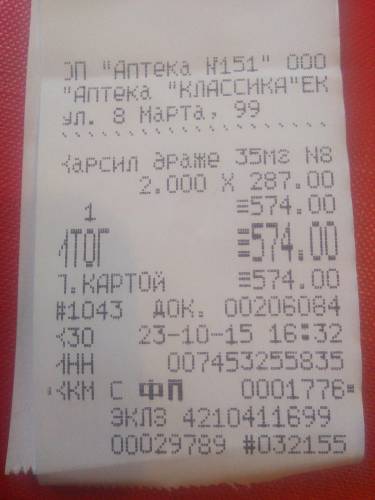 ОП "Аптека №151" ООО
"Аптека "КЛАССИКА"ЕК
ул. 8 Марта, 99
Карсил драже 35мг N8
2.000 X 287.00
1 ≡574.00
ИТОГ ≡574.00
П.КАРТОЙ ≡574.00
#1043 ДОК. 00206084
К30 23-10-15 16:32
ИНН 007453255835
ККМ С ФП 0001776
ЭКЛЗ 4210411699
00029789 #032155